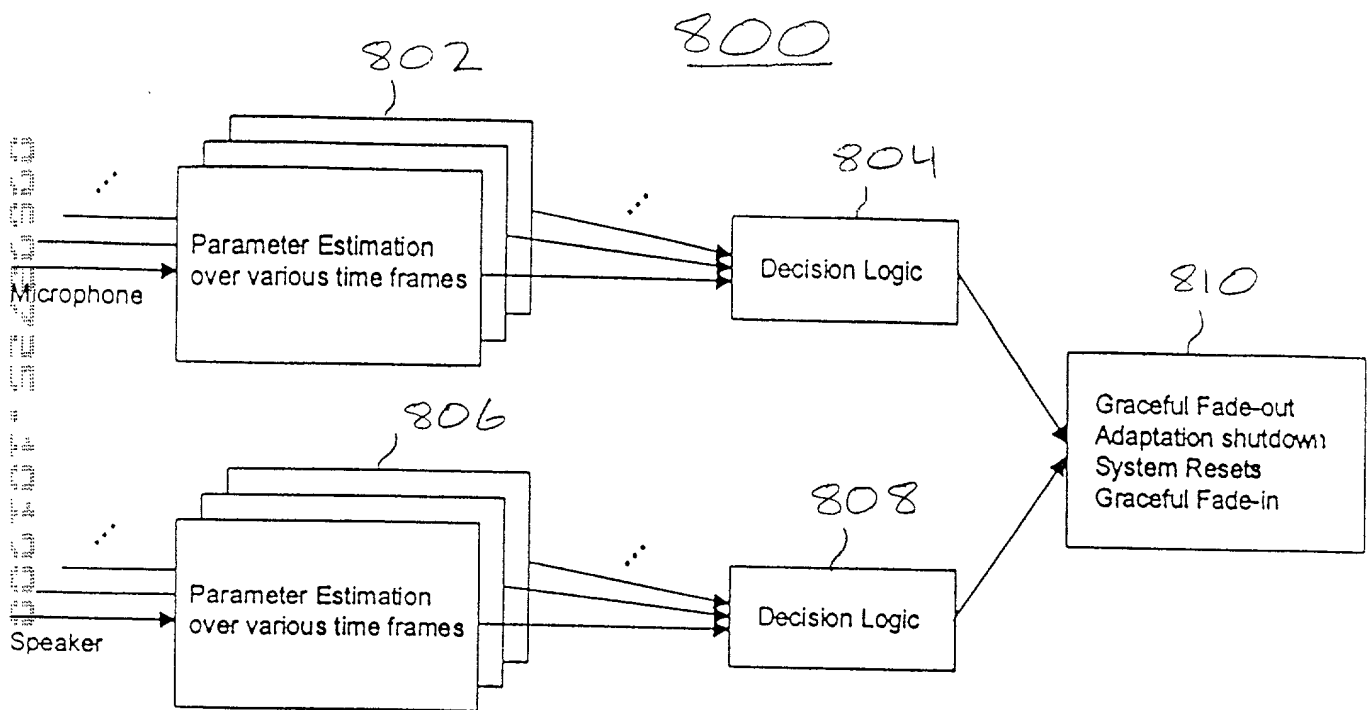 800
802
804
Parameter Estimation
over various time frames
Microphone
Decision Logic
810
Graceful Fade-out
Adaptation shutdown
System Resets
Graceful Fade-in
806
808
Parameter Estimation
over various time frames
Speaker
Decision Logic